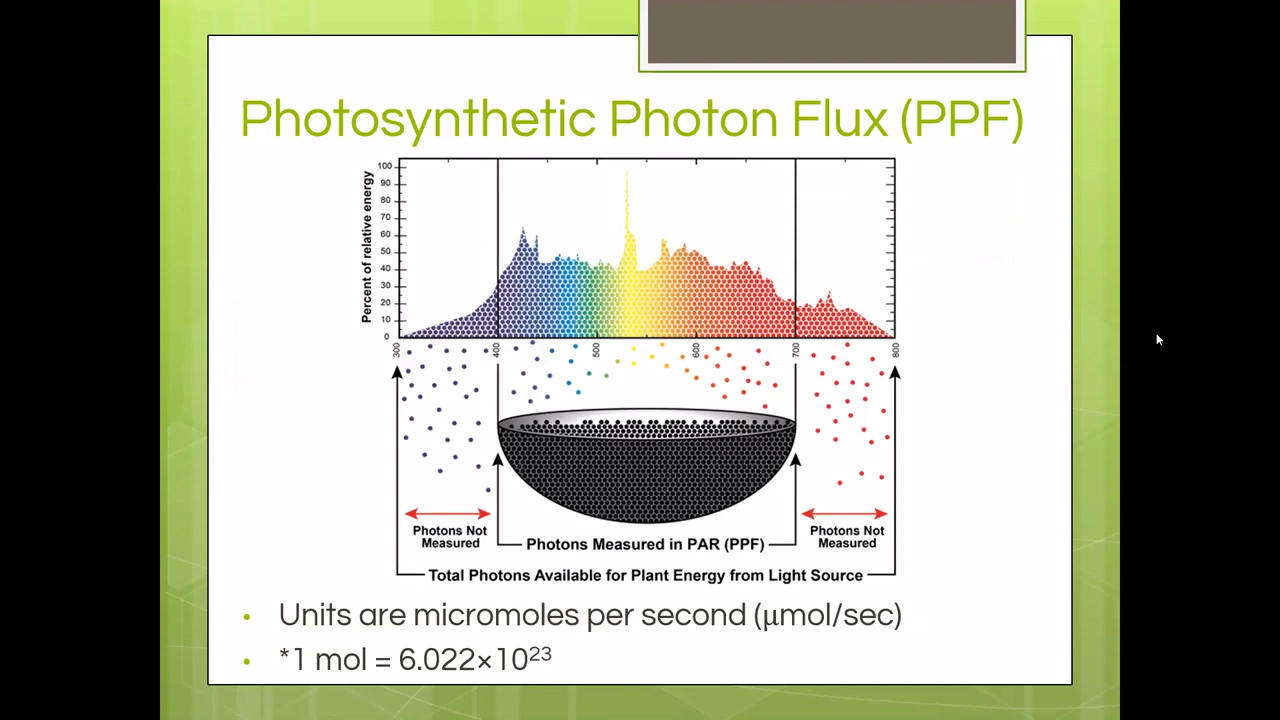 Photosynthetic Photon Flux (PPF)
Percent of relative energy
100
90
80
70
60
50
40
30
20
10
0
300
400
500
600
700
800
Photons Not
Measured
Photons Not
Measured
Photons Measured in PAR (PPF)
Total Photons Available for Plant Energy from Light Source
• Units are micromoles per second (μmol/sec)
• *1 mol = 6.022×10²³